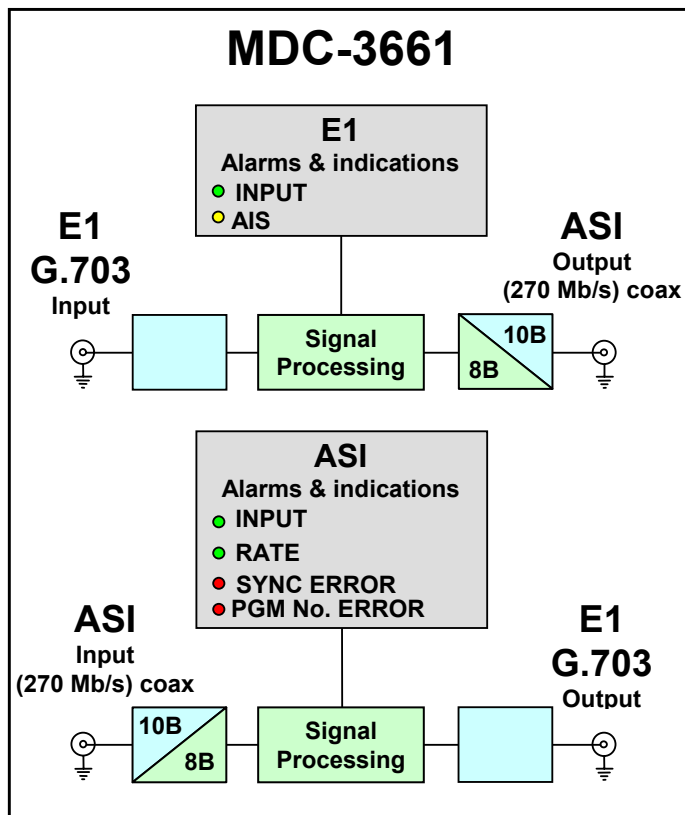 MDC-3661
E1
Alarms & indications
INPUT
AIS
E1
G.703
Input
ASI
Output
(270 Mb/s) coax
Signal
Processing
10B
8B
ASI
Alarms & indications
INPUT
RATE
SYNC ERROR
PGM No. ERROR
ASI
Input
(270 Mb/s) coax
E1
G.703
Output
10B
8B
Signal
Processing